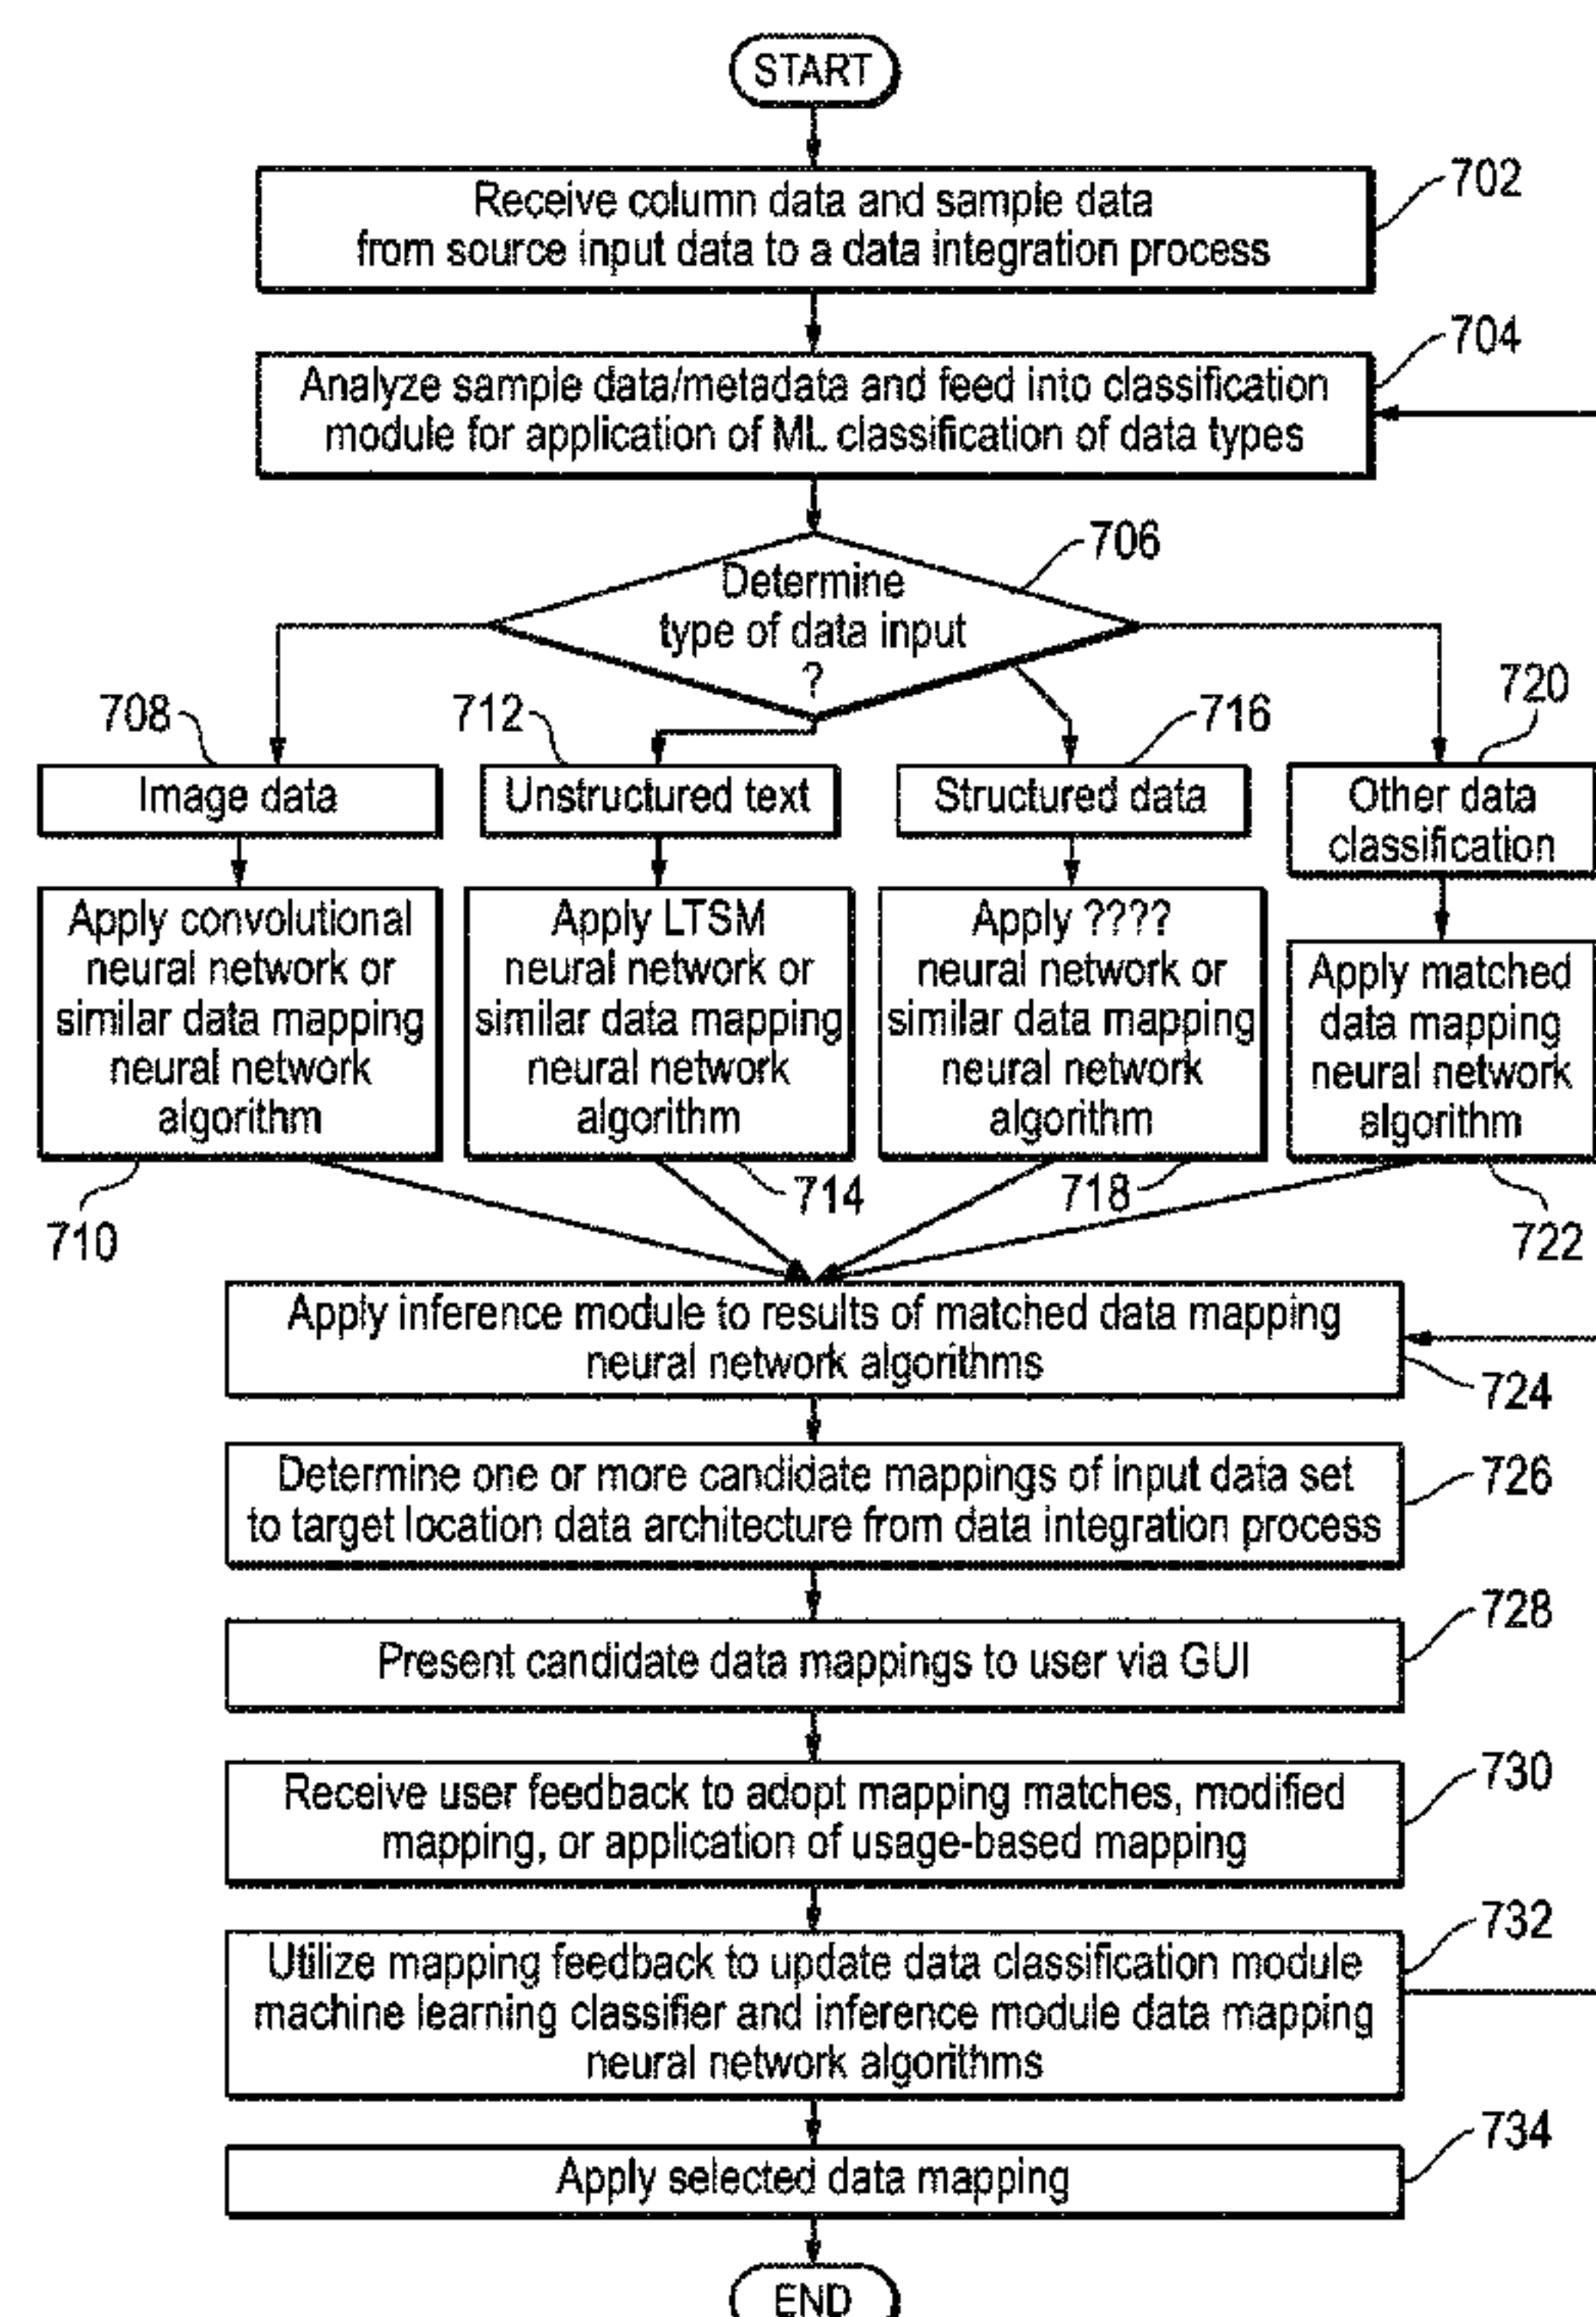 START
702
Receive column data and sample data
from source input data to a data integration process
704
Analyze sample data/metadata and feed into classification
module for application of ML classification of data types
706
Determine
type of data input
?
708
712
716
720
Image data
Unstructured text
Structured data
Other data
classification
Apply convolutional
neural network or
similar data mapping
neural network
algorithm
Apply LTSM
neural network or
similar data mapping
neural network
algorithm
Apply ????
neural network or
similar data mapping
neural network
algorithm
Apply matched
data mapping
neural network
algorithm
710
714
718
722
Apply inference module to results of matched data mapping
neural network algorithms
724
Determine one or more candidate mappings of input data set
to target location data architecture from data integration process
726
728
Present candidate data mappings to user via GUI
730
Receive user feedback to adopt mapping matches, modified
mapping, or application of usage-based mapping
732
Utilize mapping feedback to update data classification module
machine learning classifier and inference module data mapping
neural network algorithms
734
Apply selected data mapping
END